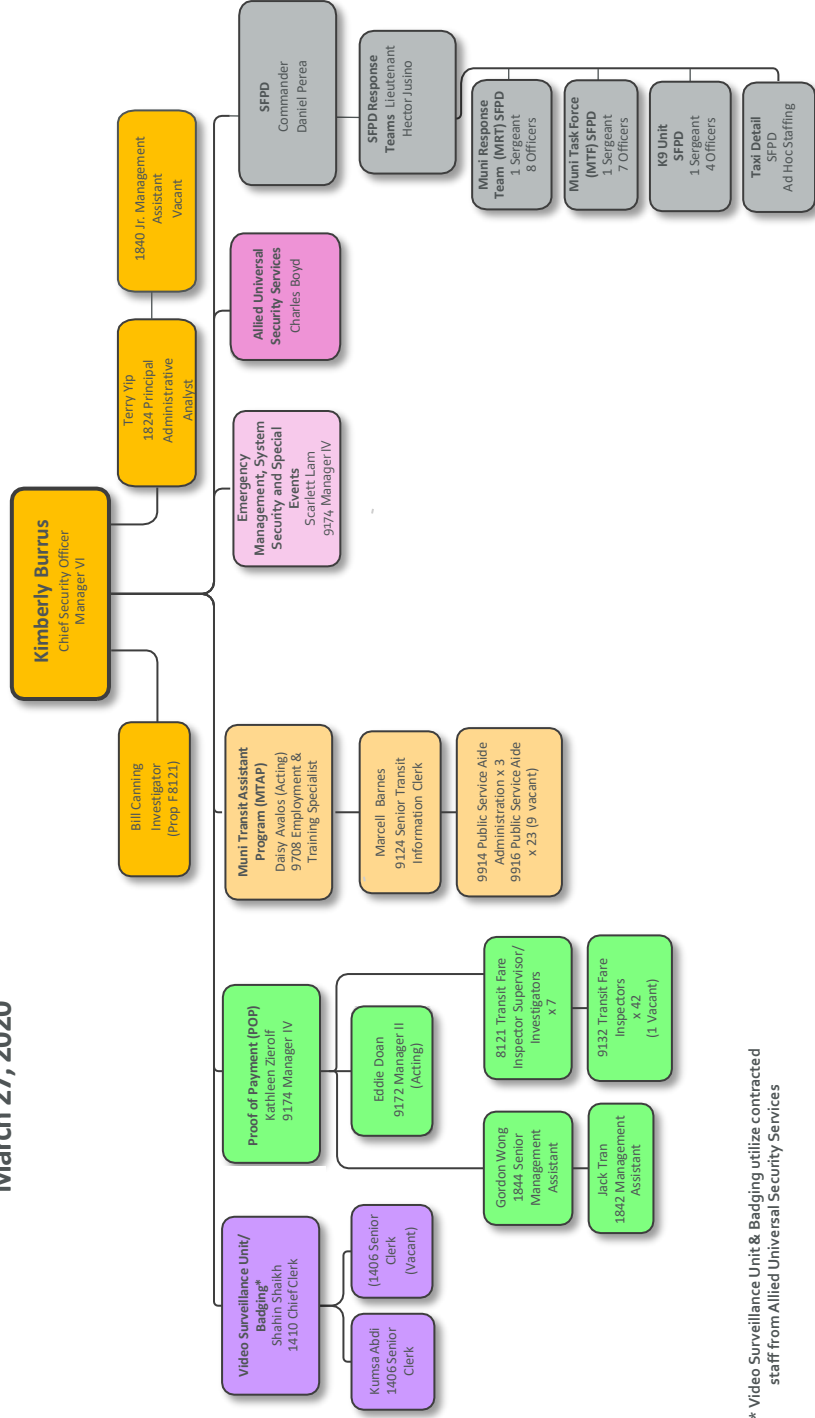 March 27, 2020
Kimberly Burrus
Chief Security Officer
Manager VI
Bill Canning
Investigator
(Prop F 8121)
Terry Yip
1824 Principal
Administrative
Analyst
1840 Jr. Management
Assistant
Vacant
Video Surveillance Unit/
Badging*
Shahin Shaikh
1410 Chief Clerk
Kumsa Abdi
1406 Senior
Clerk
(1406 Senior
Clerk
(Vacant)
Proof of Payment (POP)
Kathleen Zierolf
9174 Manager IV
Eddie Doan
9172 Manager II
(Acting)
Gordon Wong
1844 Senior
Management
Assistant
Jack Tran
1842 Management
Assistant
8121 Transit Fare
Inspector Supervisor/
Investigators
x 7
9132 Transit Fare
Inspectors
x 42
(1 Vacant)
Muni Transit Assistant
Program (MTAP)
Daisy Avalos (Acting)
9708 Employment &
Training Specialist
Marcell Barnes
9124 Senior Transit
Information Clerk
9914 Public Service Aide
Administration x 3
9916 Public Service Aide
x 23 (9 vacant)
Emergency
Management, System
Security and Special
Events
Scarlett Lam
9174 Manager IV
Allied Universal
Security Services
Charles Boyd
SFPD
Commander
Daniel Perea
SFPD Response
Teams Lieutenant
Hector Jusino
Muni Response
Team (MRT) SFPD
1 Sergeant
8 Officers
Muni Task Force
(MTF) SFPD
1 Sergeant
7 Officers
K9 Unit
SFPD
1 Sergeant
4 Officers
Taxi Detail
SFPD
Ad Hoc Staffing
* Video Surveillance Unit & Badging utilize contracted
staff from Allied Universal Security Services